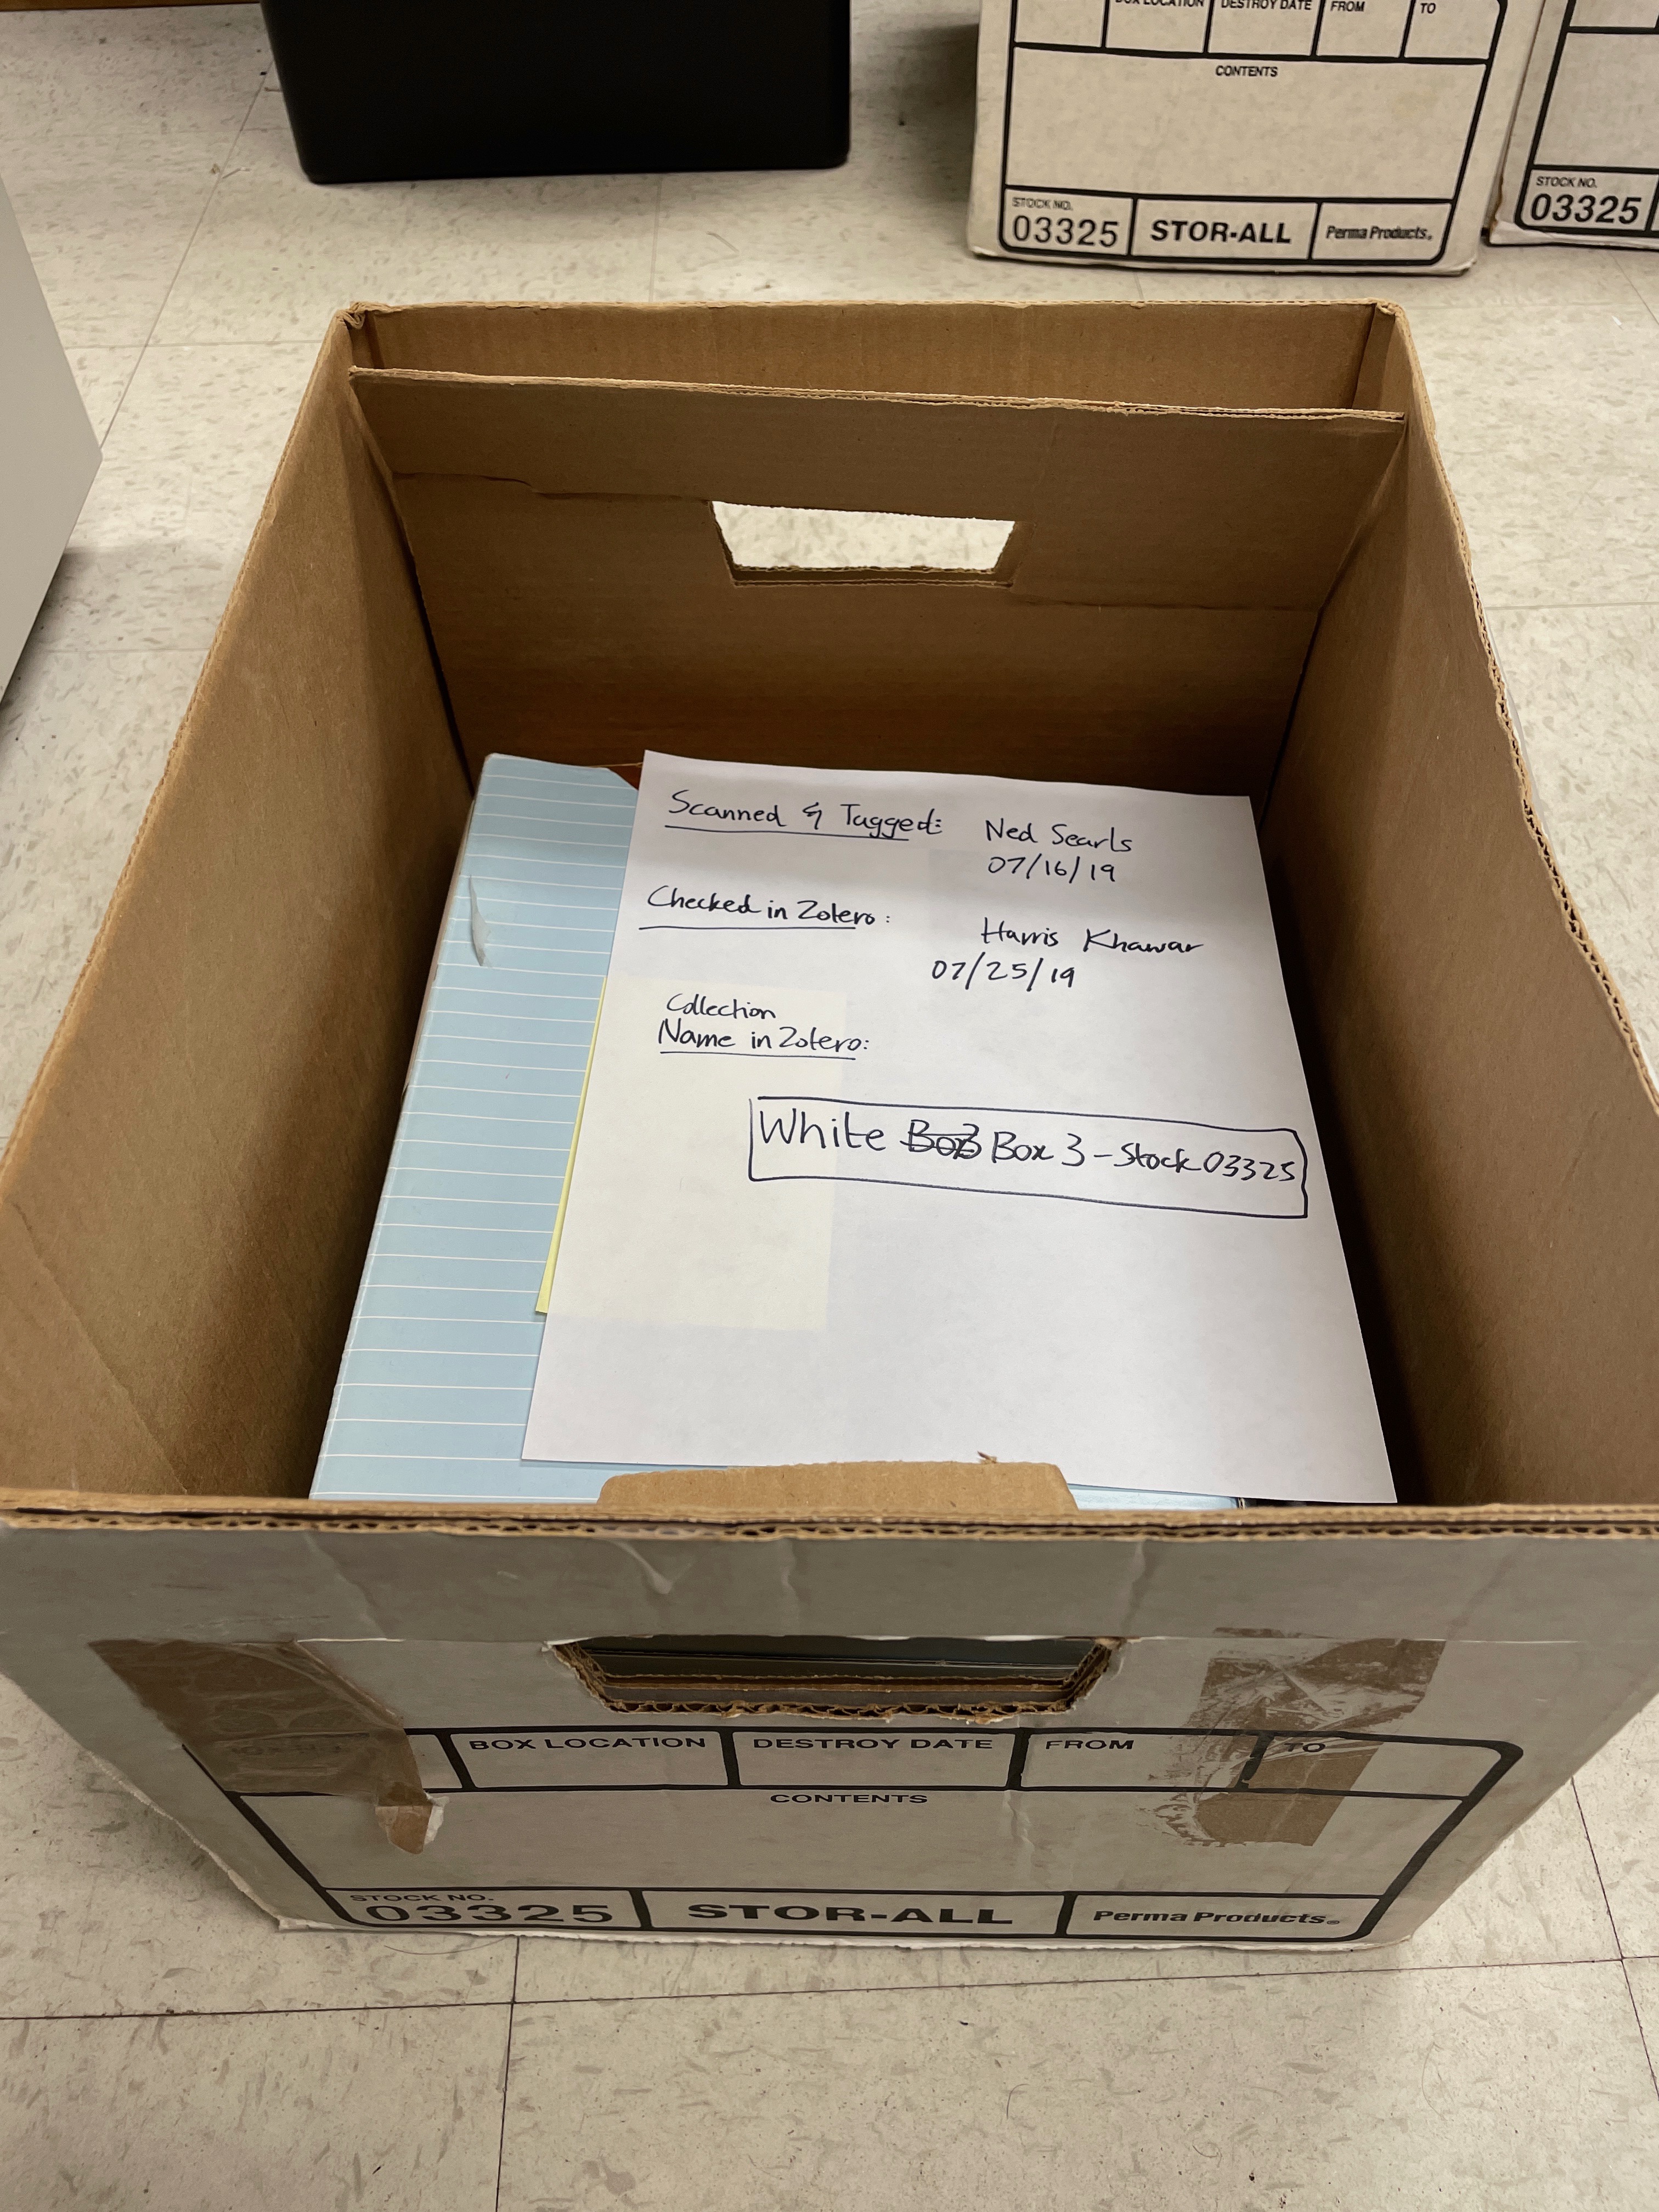 BOX LOCATION DESTROY DATE FROM TO
CONTENTS
STOCK NO.
03325 STOR-ALL Perma Products®
STOCK NO.
03325
Scanned & Tagged: Ned Searls
07/16/19
Checked in Zotero: Harris Khawar
07/25/19
Collection
Name in Zotero:
White Box 3 - Stock 03325
BOX LOCATION DESTROY DATE FROM TO
CONTENTS
STOCK NO.
03325 STOR-ALL Perma Products®